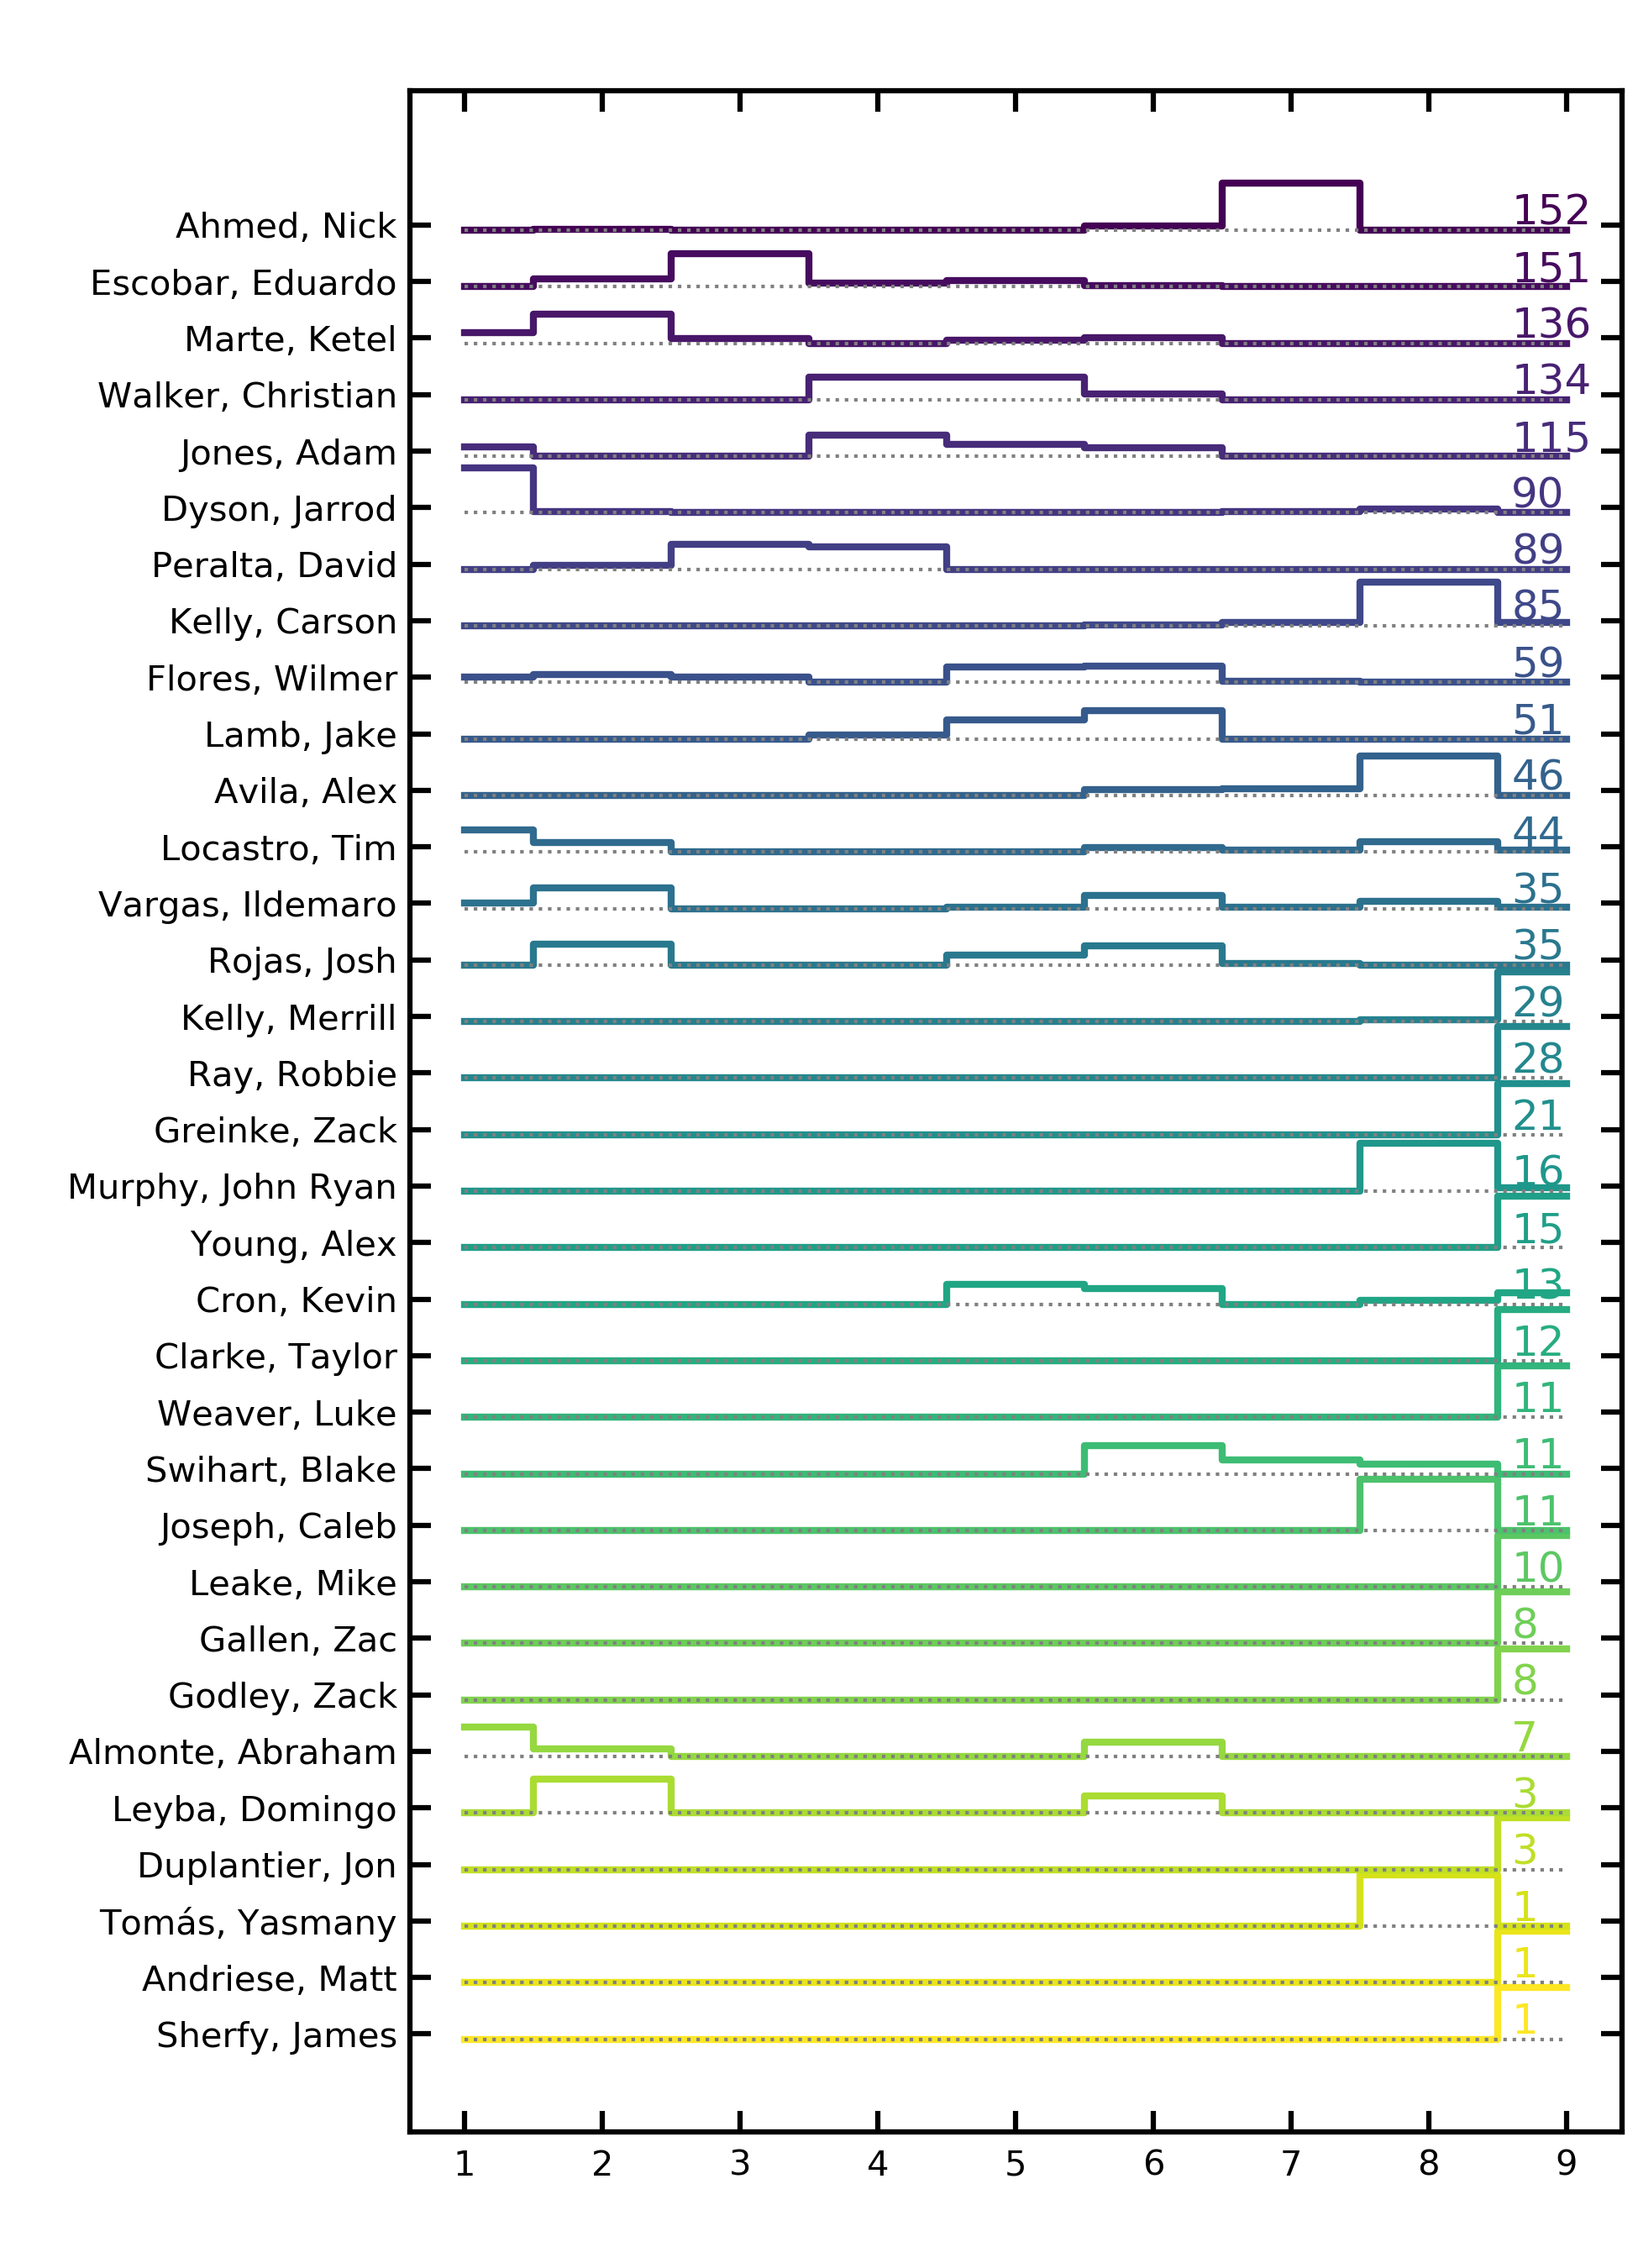 Ahmed, Nick 152
Escobar, Eduardo 151
Marte, Ketel 136
Walker, Christian 134
Jones, Adam 115
Dyson, Jarrod 90
Peralta, David 89
Kelly, Carson 85
Flores, Wilmer 59
Lamb, Jake 51
Avila, Alex 46
Locastro, Tim 44
Vargas, Ildemaro 35
Rojas, Josh 35
Kelly, Merrill 29
Ray, Robbie 28
Greinke, Zack 21
Murphy, John Ryan 16
Young, Alex 15
Cron, Kevin 13
Clarke, Taylor 12
Weaver, Luke 11
Swihart, Blake 11
Joseph, Caleb 11
Leake, Mike 10
Gallen, Zac 8
Godley, Zack 8
Almonte, Abraham 7
Leyba, Domingo 3
Duplantier, Jon 3
Tomás, Yasmany 1
Andriese, Matt 1
Sherfy, James 1
1 2 3 4 5 6 7 8 9